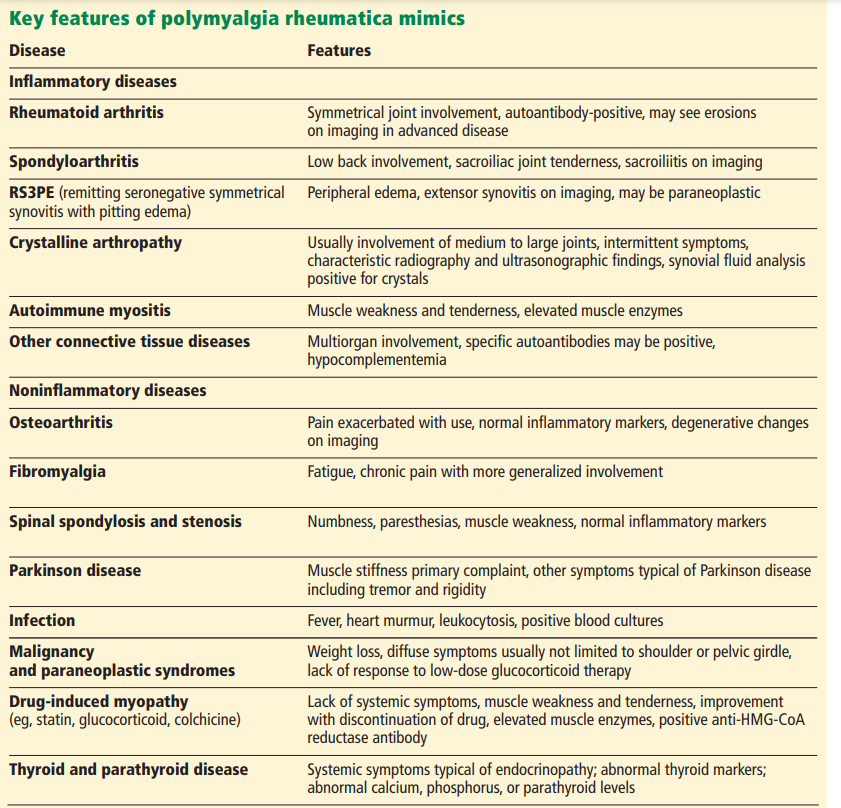 Key features of polymyalgia rheumatica mimics
Disease Features
Inflammatory diseases
Rheumatoid arthritis Symmetrical joint involvement, autoantibody-positive, may see erosions
on imaging in advanced disease
Spondyloarthritis Low back involvement, sacroiliac joint tenderness, sacroiliitis on imaging
RS3PE (remitting seronegative symmetrical Peripheral edema, extensor synovitis on imaging, may be paraneoplastic
synovitis with pitting edema)
Crystalline arthropathy Usually involvement of medium to large joints, intermittent symptoms,
characteristic radiography and ultrasonographic findings, synovial fluid analysis
positive for crystals
Autoimmune myositis Muscle weakness and tenderness, elevated muscle enzymes
Other connective tissue diseases Multiorgan involvement, specific autoantibodies may be positive,
hypocomplementemia
Noninflammatory diseases
Osteoarthritis Pain exacerbated with use, normal inflammatory markers, degenerative changes
on imaging
Fibromyalgia Fatigue, chronic pain with more generalized involvement
Spinal spondylosis and stenosis Numbness, paresthesias, muscle weakness, normal inflammatory markers
Parkinson disease Muscle stiffness primary complaint, other symptoms typical of Parkinson disease
including tremor and rigidity
Infection Fever, heart murmur, leukocytosis, positive blood cultures
Malignancy Weight loss, diffuse symptoms usually not limited to shoulder or pelvic girdle,
and paraneoplastic syndromes lack of response to low-dose glucocorticoid therapy
Drug-induced myopathy Lack of systemic symptoms, muscle weakness and tenderness, improvement
(eg, statin, glucocorticoid, colchicine) with discontinuation of drug, elevated muscle enzymes, positive anti-HMG-CoA
reductase antibody
Thyroid and parathyroid disease Systemic symptoms typical of endocrinopathy; abnormal thyroid markers;
abnormal calcium, phosphorus, or parathyroid levels